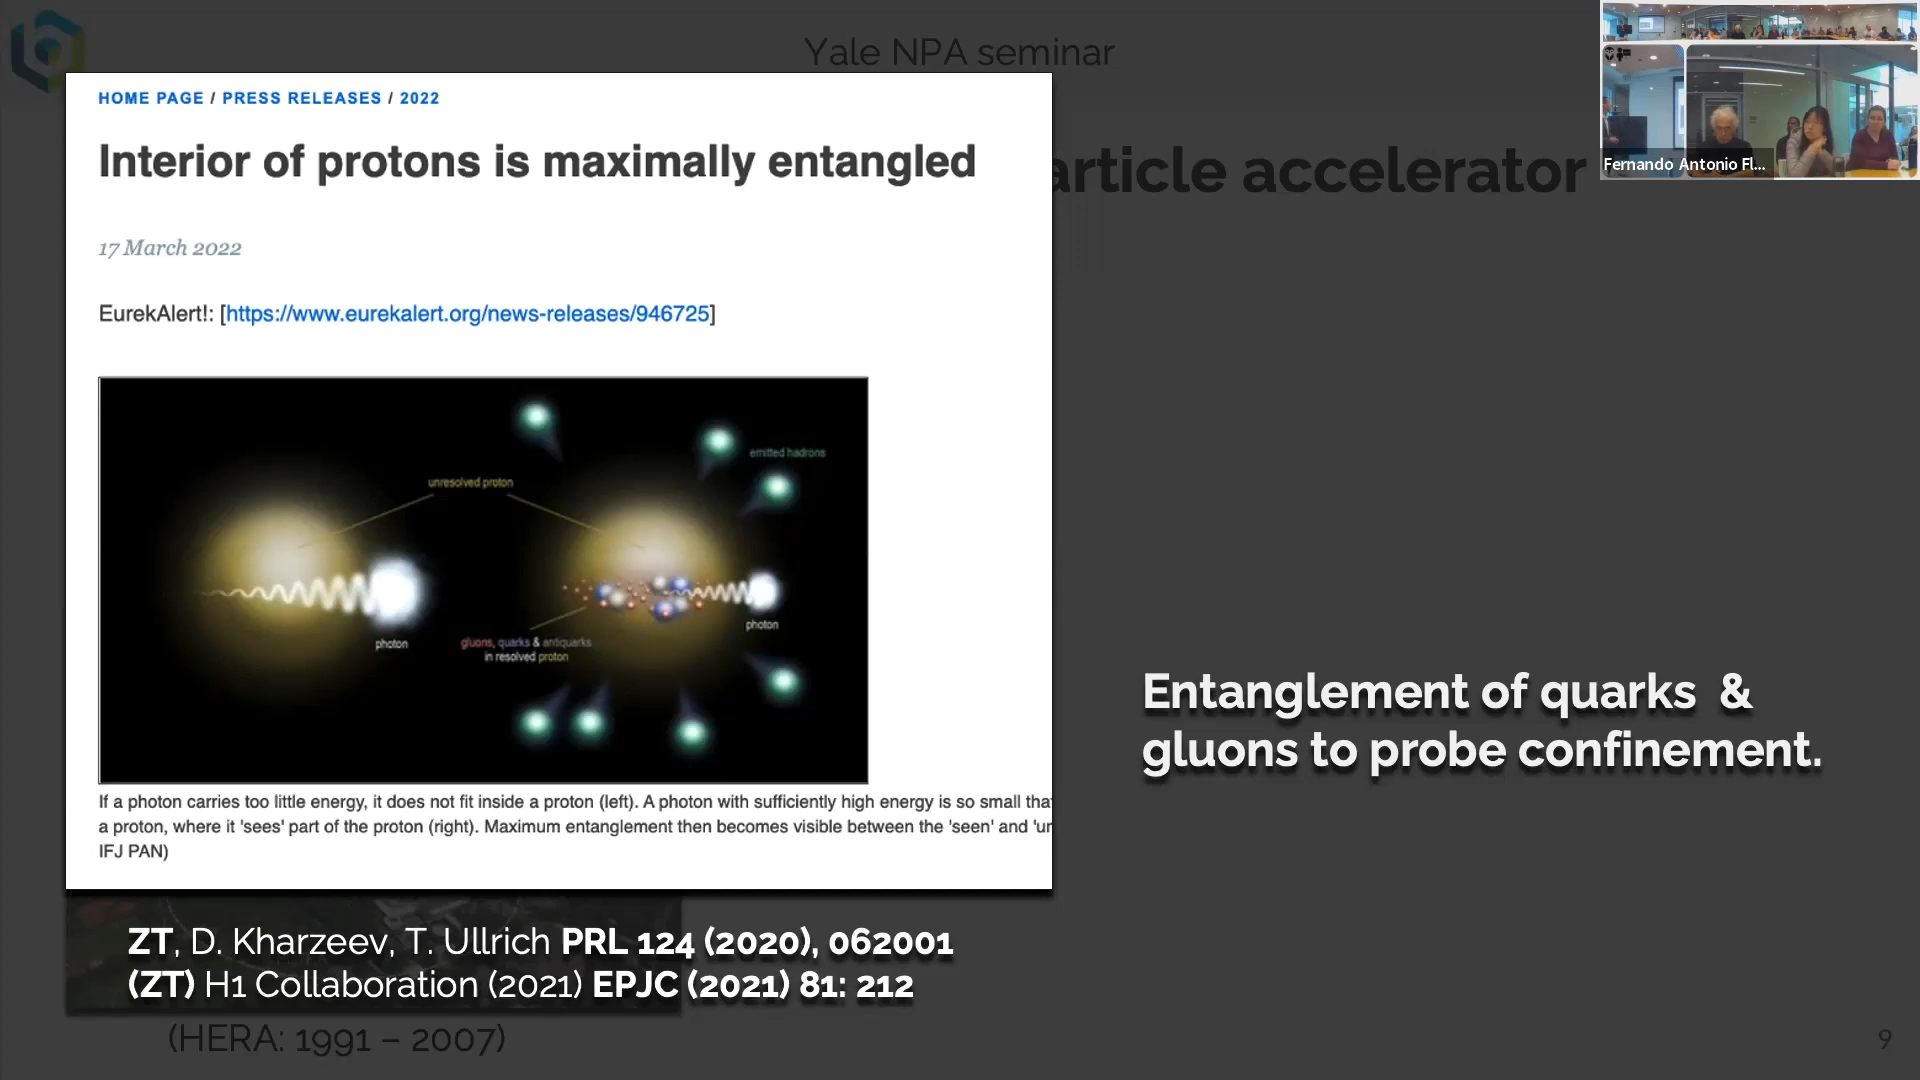 Yale NPA seminar
HOME PAGE / PRESS RELEASES / 2022
Interior of protons is maximally entangled
article accelerator
Fernando Antonio Fl...
17 March 2022
EurekAlert!: [https://www.eurekalert.org/news-releases/946725]
emitted hadrons
unresolved proton
photon
photon
gluons, quarks & antiquarks
in resolved proton
Entanglement of quarks &
gluons to probe confinement.
If a photon carries too little energy, it does not fit inside a proton (left). A photon with sufficiently high energy is so small tha
a proton, where it 'sees' part of the proton (right). Maximum entanglement then becomes visible between the 'seen' and 'un
IFJ PAN)
ZT, D. Kharzeev, T. Ullrich PRL 124 (2020), 062001
(ZT) H1 Collaboration (2021) EPJC (2021) 81: 212
(HERA: 1991 – 2007)
9